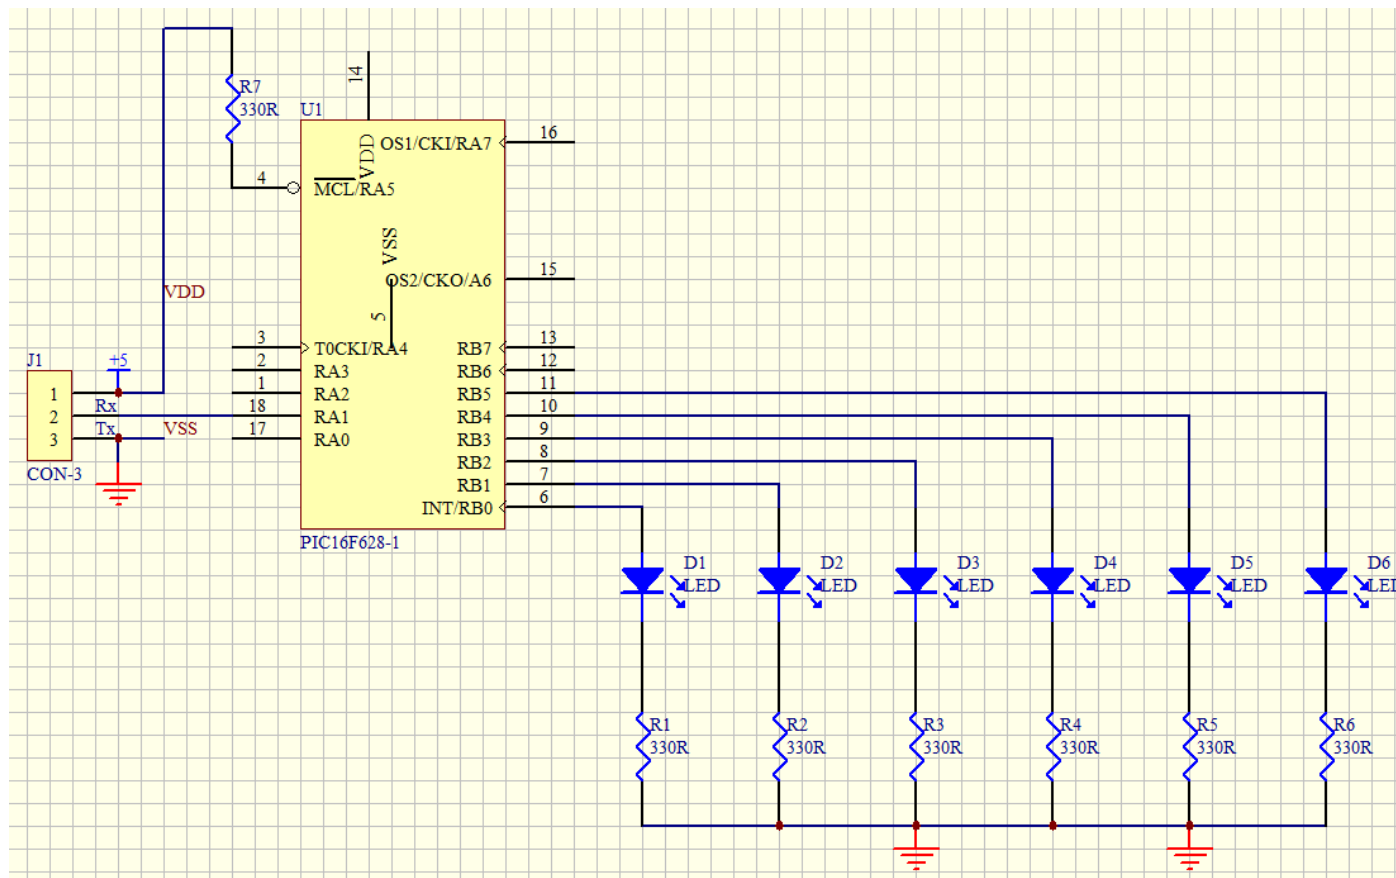 R7
330R
14
U1
VDD
OS1/CKI/RA7
16
4
MCL/RA5
VSS
OS2/CKO/A6
15
5
VDD
3
T0CKI/RA4
RB7
13
J1
+5
2
RA3
RB6
12
1
1
RA2
RB5
11
2
Rx
18
RA1
RB4
10
3
Tx
VSS
17
RA0
RB3
9
CON-3
RB2
8
RB1
7
INT/RB0
6
PIC16F628-1
D1
LED
D2
LED
D3
LED
D4
LED
D5
LED
D6
LED
R1
330R
R2
330R
R3
330R
R4
330R
R5
330R
R6
330R